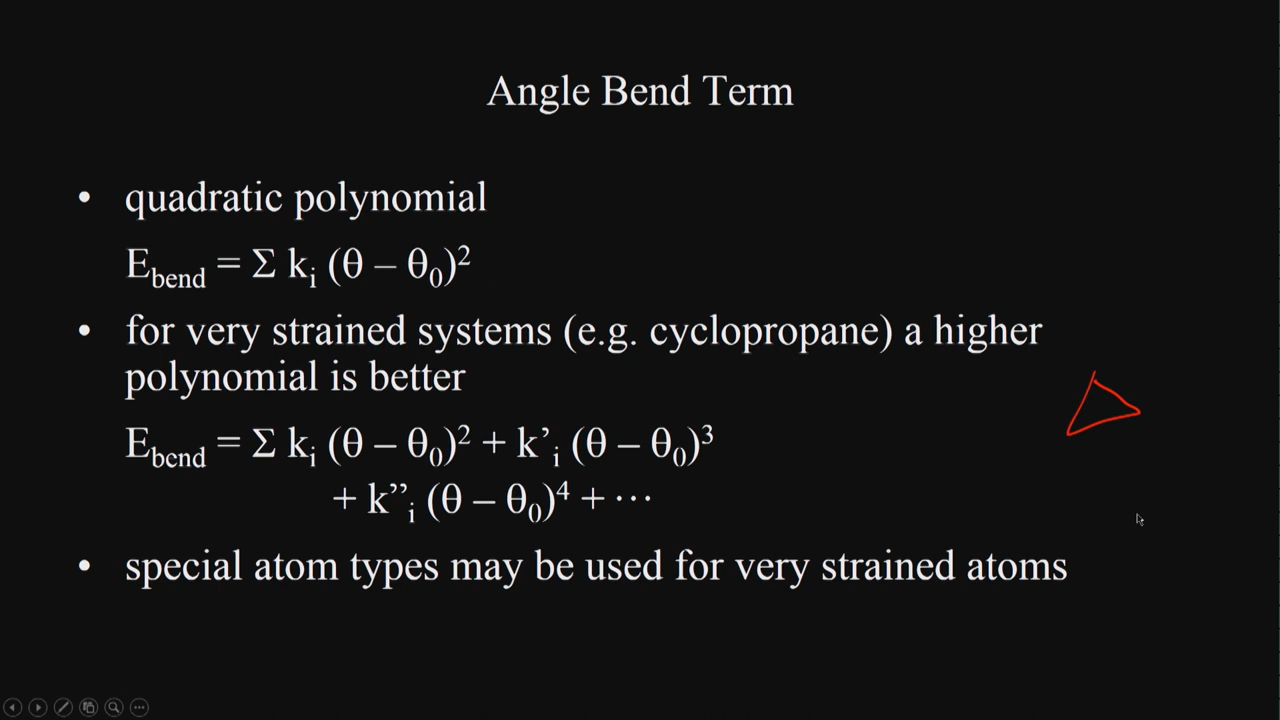 Angle Bend Term
• quadratic polynomial
E_bend = Σ k_i (θ – θ_0)^2
• for very strained systems (e.g. cyclopropane) a higher
polynomial is better
E_bend = Σ k_i (θ – θ_0)^2 + k’_i (θ – θ_0)^3
+ k”_i (θ – θ_0)^4 + ⋯
• special atom types may be used for very strained atoms